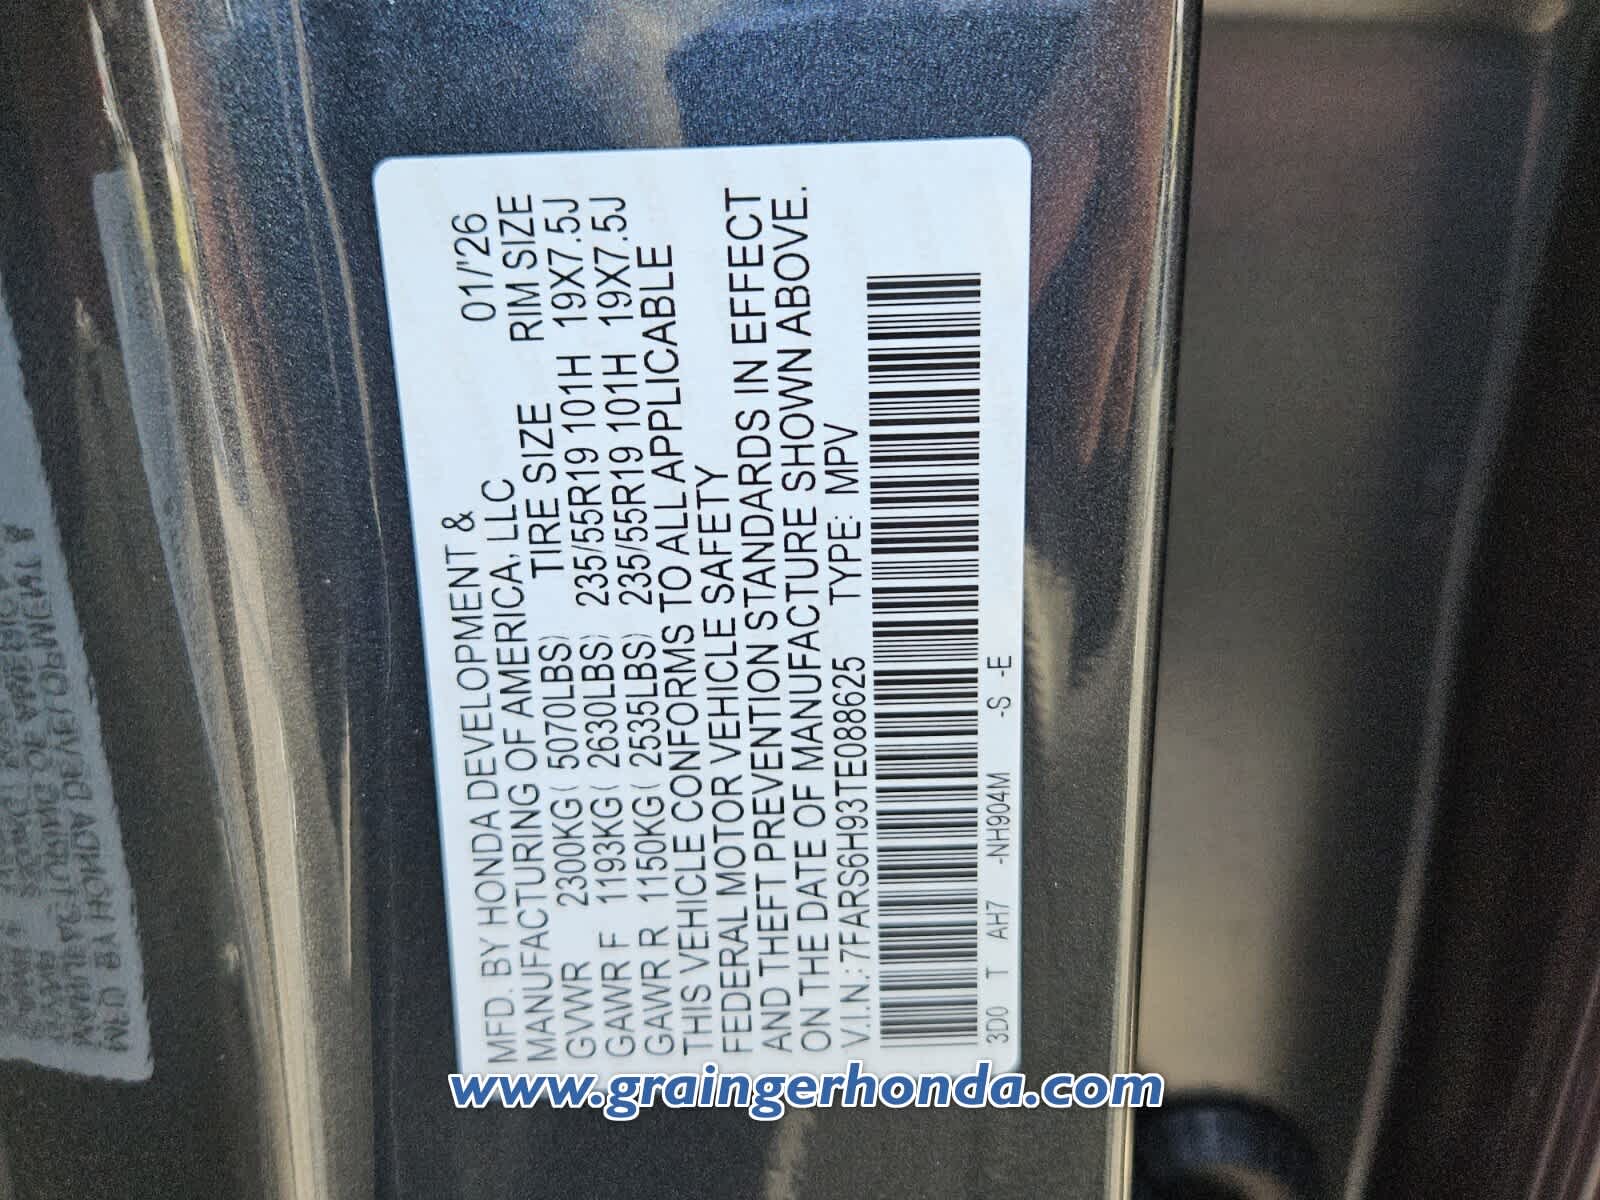 MFD. BY HONDA DEVELOPMENT & 01/'26
MANUFACTURING OF AMERICA, LLC
TIRE SIZE RIM SIZE
GVWR 2300KG( 5070LBS) 
GAWR F 1193KG( 2630LBS) 235/55R19 101H 19X7.5J
GAWR R 1150KG( 2535LBS) 235/55R19 101H 19X7.5J
THIS VEHICLE CONFORMS TO ALL APPLICABLE
FEDERAL MOTOR VEHICLE SAFETY
AND THEFT PREVENTION STANDARDS IN EFFECT
ON THE DATE OF MANUFACTURE SHOWN ABOVE.
V.I.N.: 7FARS6H93TE088625 TYPE: MPV
3D0 T AH7 -NH904M -S -E
www.graingerhonda.com